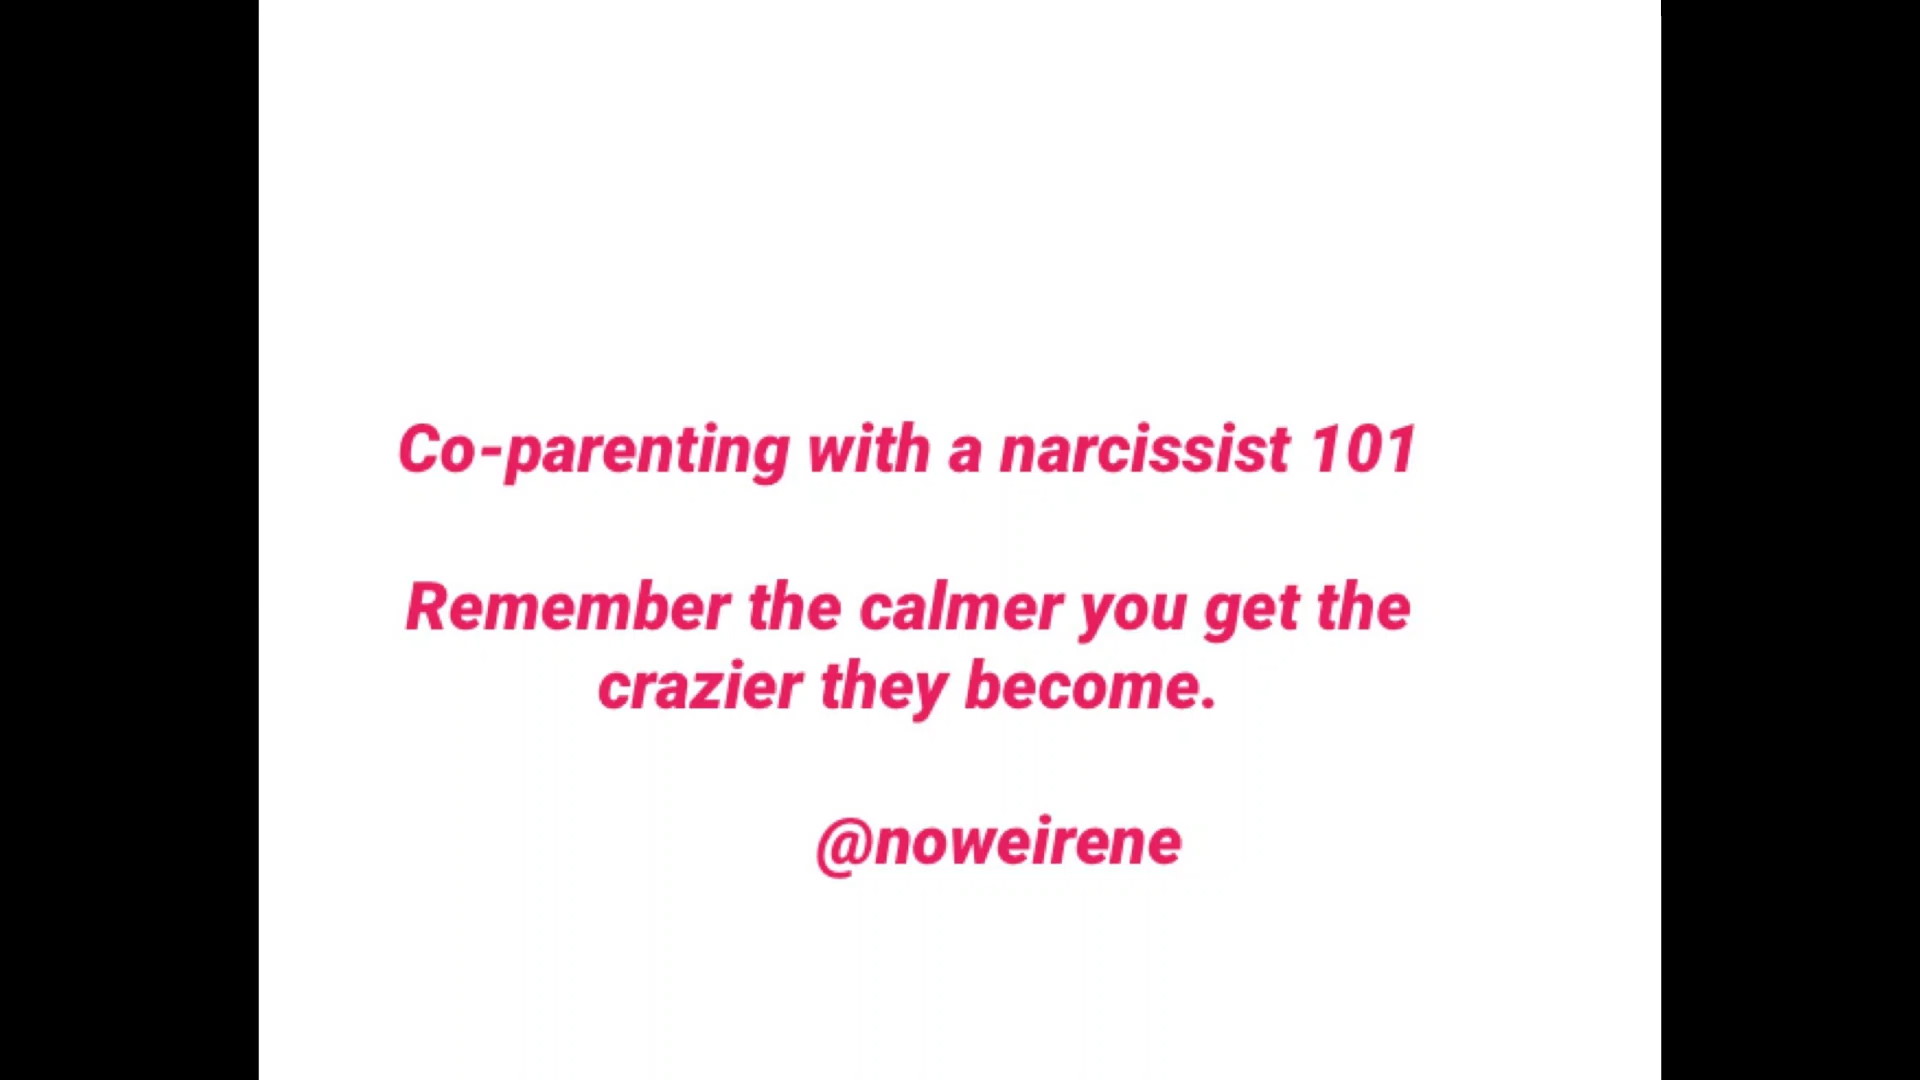 Co-parenting with a narcissist 101
Remember the calmer you get the
crazier they become.
@noweirene